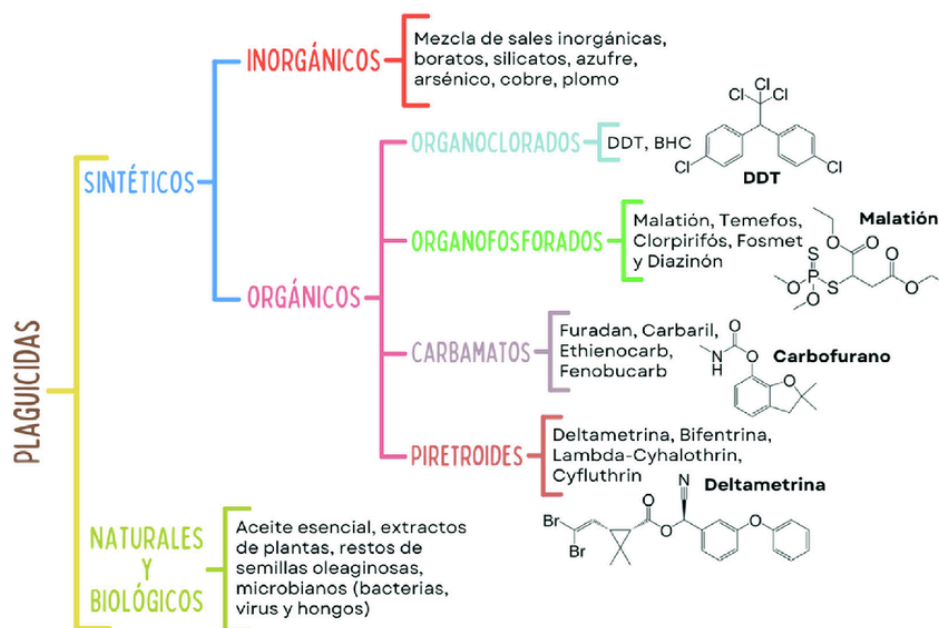 PLAGUICIDAS
SINTÉTICOS
INORGÁNICOS
Mezcla de sales inorgánicas,
boratos, silicatos, azufre,
arsénico, cobre, plomo
ORGÁNICOS
ORGANOCLORADOS
DDT, BHC
Cl
Cl
Cl
Cl
Cl
DDT
ORGANOFOSFORADOS
Malatión, Temefos,
Clorpirifós, Fosmet
y Diazinón
Malatión
O
O
S
O
P
S
O
O
O
CARBAMATOS
Furadan, Carbaril,
Ethienocarb,
Fenobucarb
O
N
H
O
O
Carbofurano
PIRETROIDES
Deltametrina, Bifentrina,
Lambda-Cyhalothrin,
Cyfluthrin
Deltametrina
N
O
Br
Br
O
O
NATURALES
Y
BIOLÓGICOS
Aceite esencial, extractos
de plantas, restos de
semillas oleaginosas,
microbianos (bacterias,
virus y hongos)